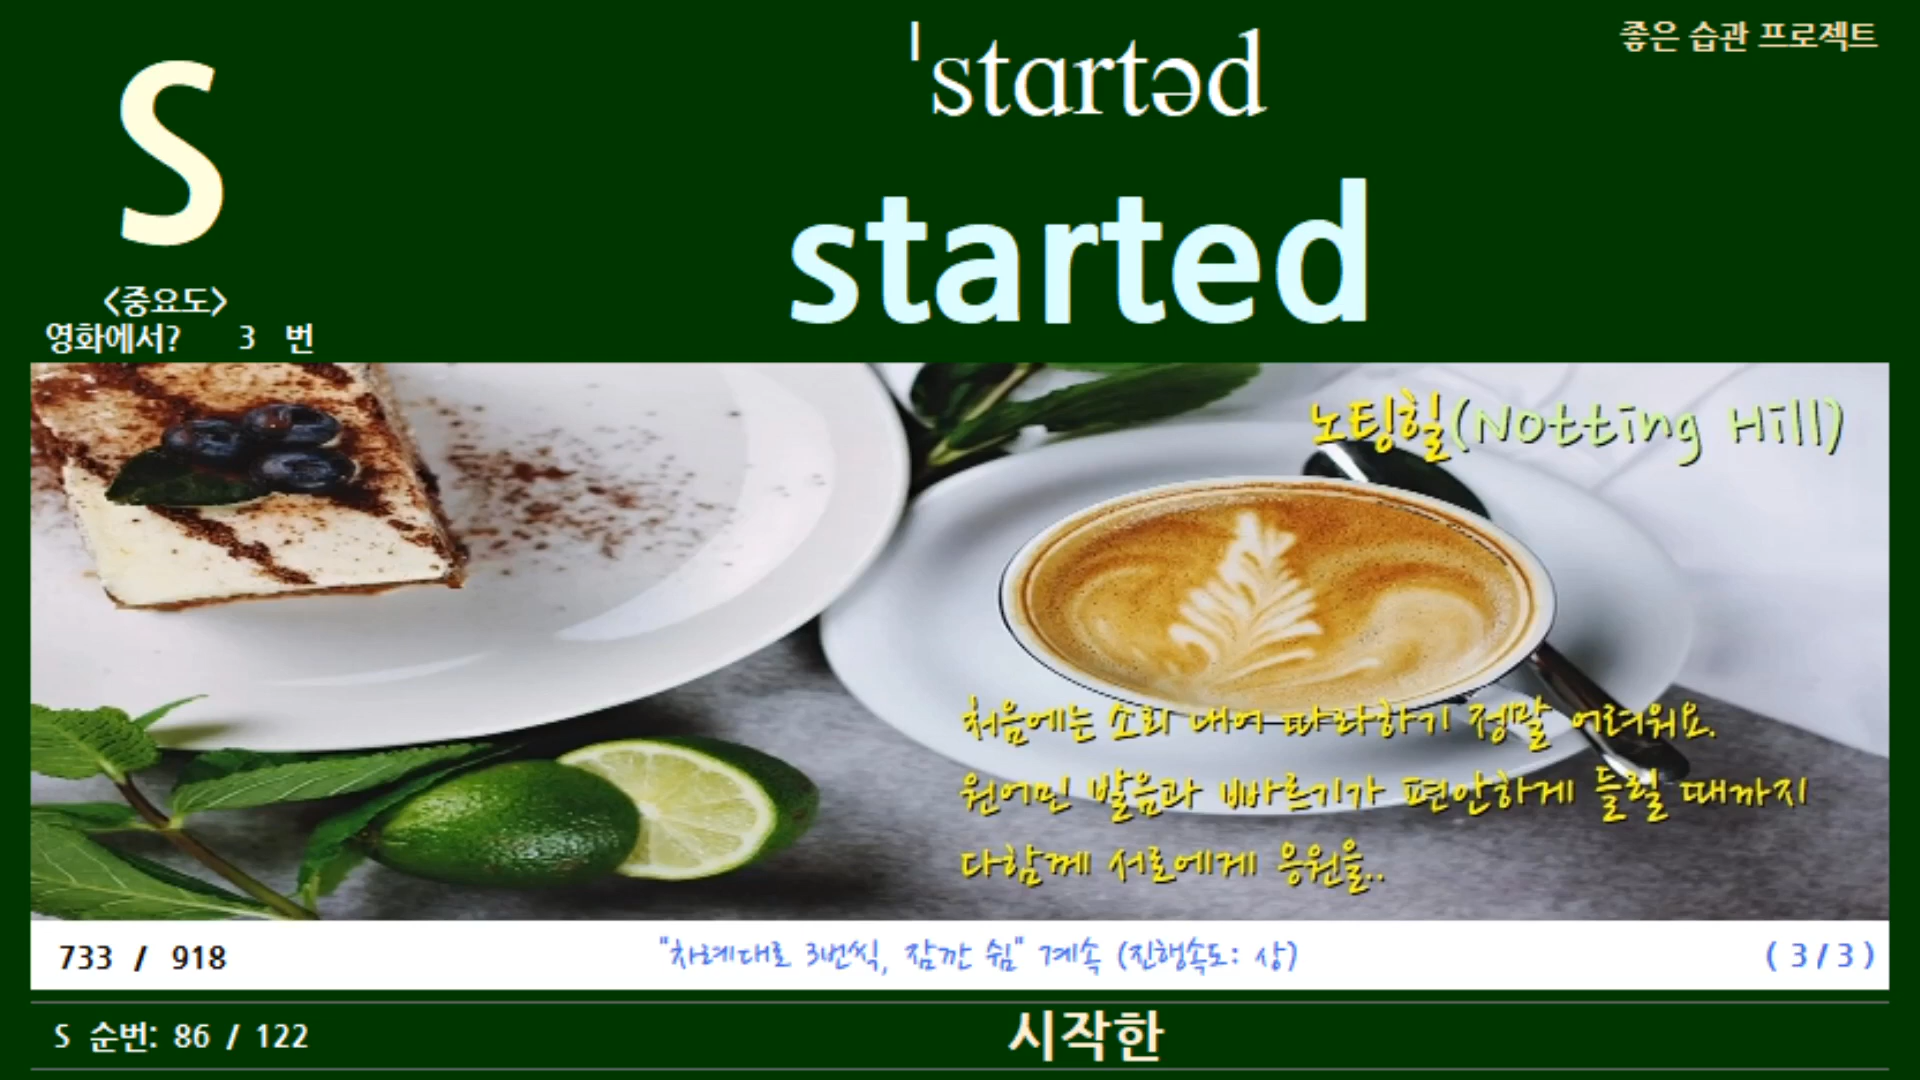 좋은 습관 프로젝트
S
ˈstɑrtəd
started
<중요도>
영화에서? 3 번
노팅힐(Notting Hill)
처음에는 소리 내어 따라하기 정말 어려워요.
원어민 발음과 빠르기가 편안하게 들릴 때까지
다함께 서로에게 응원을..
733 / 918
"차례대로 3번씩, 잠깐 쉼" 계속 (진행속도: 상)
( 3 / 3 )
S 순번: 86 / 122
시작한